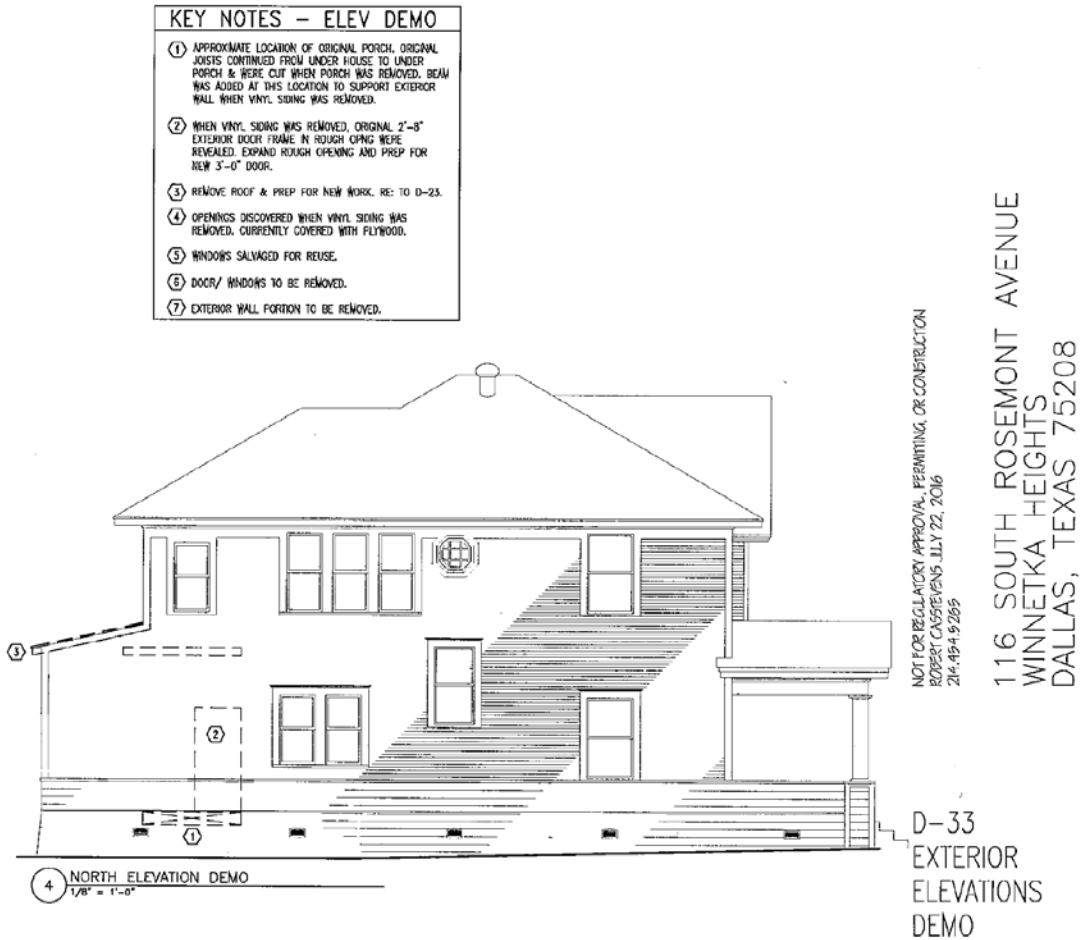 KEY NOTES – ELEV DEMO
1 APPROXIMATE LOCATION OF ORIGINAL PORCH. ORIGINAL
JOISTS CONTINUED FROM UNDER HOUSE TO UNDER
PORCH & WERE CUT WHEN PORCH WAS REMOVED. BEAM
WAS ADDED AT THIS LOCATION TO SUPPORT EXTERIOR
WALL WHEN VINYL SIDING WAS REMOVED.
2 WHEN VINYL SIDING WAS REMOVED, ORIGINAL 2'-8"
EXTERIOR DOOR FRAME IN ROUGH OPNG WERE
REVEALED. EXPAND ROUGH OPENING AND PREP FOR
NEW 3'-0" DOOR.
3 REMOVE ROOF & PREP FOR NEW WORK. RE: TO D-23.
4 OPENINGS DISCOVERED WHEN VINYL SIDING WAS
REMOVED. CURRENTLY COVERED WITH PLYWOOD.
5 WINDOWS SALVAGED FOR REUSE.
6 DOOR/ WINDOWS TO BE REMOVED.
7 EXTERIOR WALL PORTION TO BE REMOVED.
3
2
1
4 NORTH ELEVATION DEMO
1/8" = 1'-0"
NOT FOR REGULATORY APPROVAL, PERMITTING, OR CONSTRUCTION
ROBERT CASSTEVENS JULY 22, 2016
116 SOUTH ROSEMONT AVENUE
WINNETKA HEIGHTS
DALLAS, TEXAS 75208
D-33
EXTERIOR
ELEVATIONS
DEMO